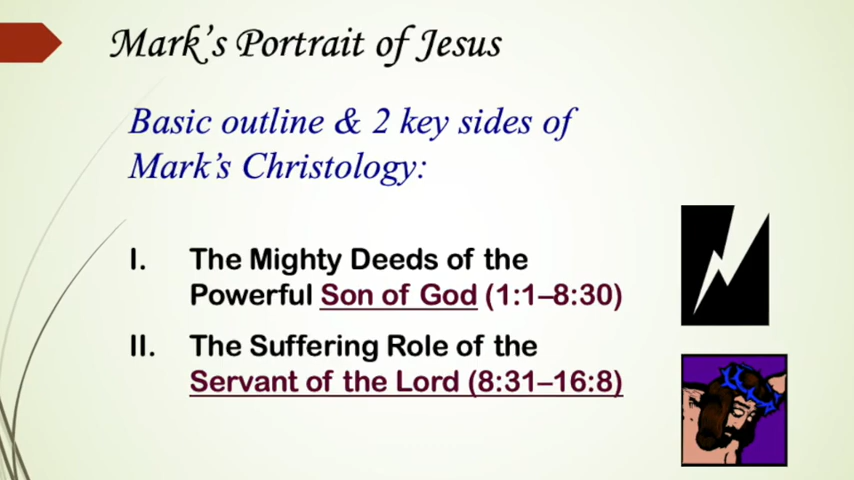 Mark's Portrait of Jesus
Basic outline & 2 key sides of
Mark's Christology:
I. The Mighty Deeds of the
Powerful Son of God (1:1–8:30)
II. The Suffering Role of the
Servant of the Lord (8:31–16:8)